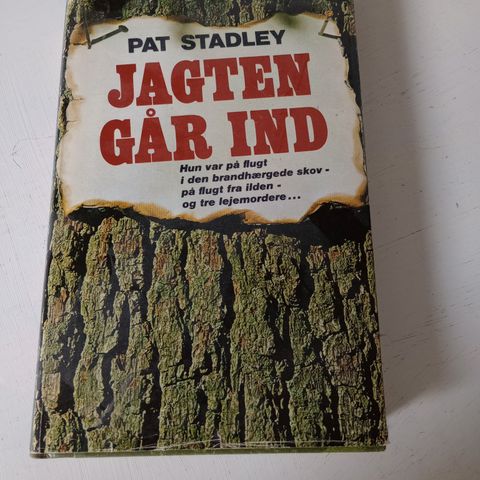 PAT STADLEY
JAGTEN
GÅR IND
Hun var på flugt
i den brandhærgede skov -
på flugt fra ilden -
og tre lejemordere...